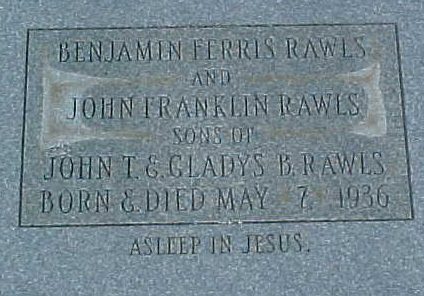 BENJAMIN FERRIS RAWLS
AND
JOHN FRANKLIN RAWLS
SONS OF
JOHN T. & GLADYS B. RAWLS
BORN & DIED MAY 7, 1936
ASLEEP IN JESUS.